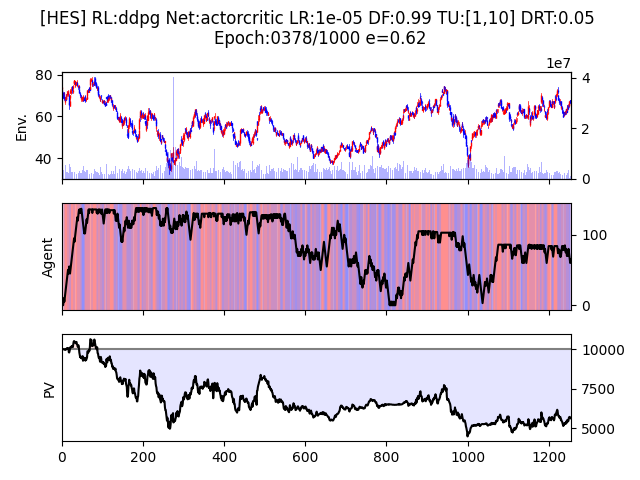 [HES] RL:ddpg Net:actorcritic LR:1e-05 DF:0.99 TU:[1,10] DRT:0.05
Epoch:0378/1000 e=0.62
1e7
80
60
40
Env.
4
2
0
Agent
100
0
PV
10000
7500
5000
0 200 400 600 800 1000 1200